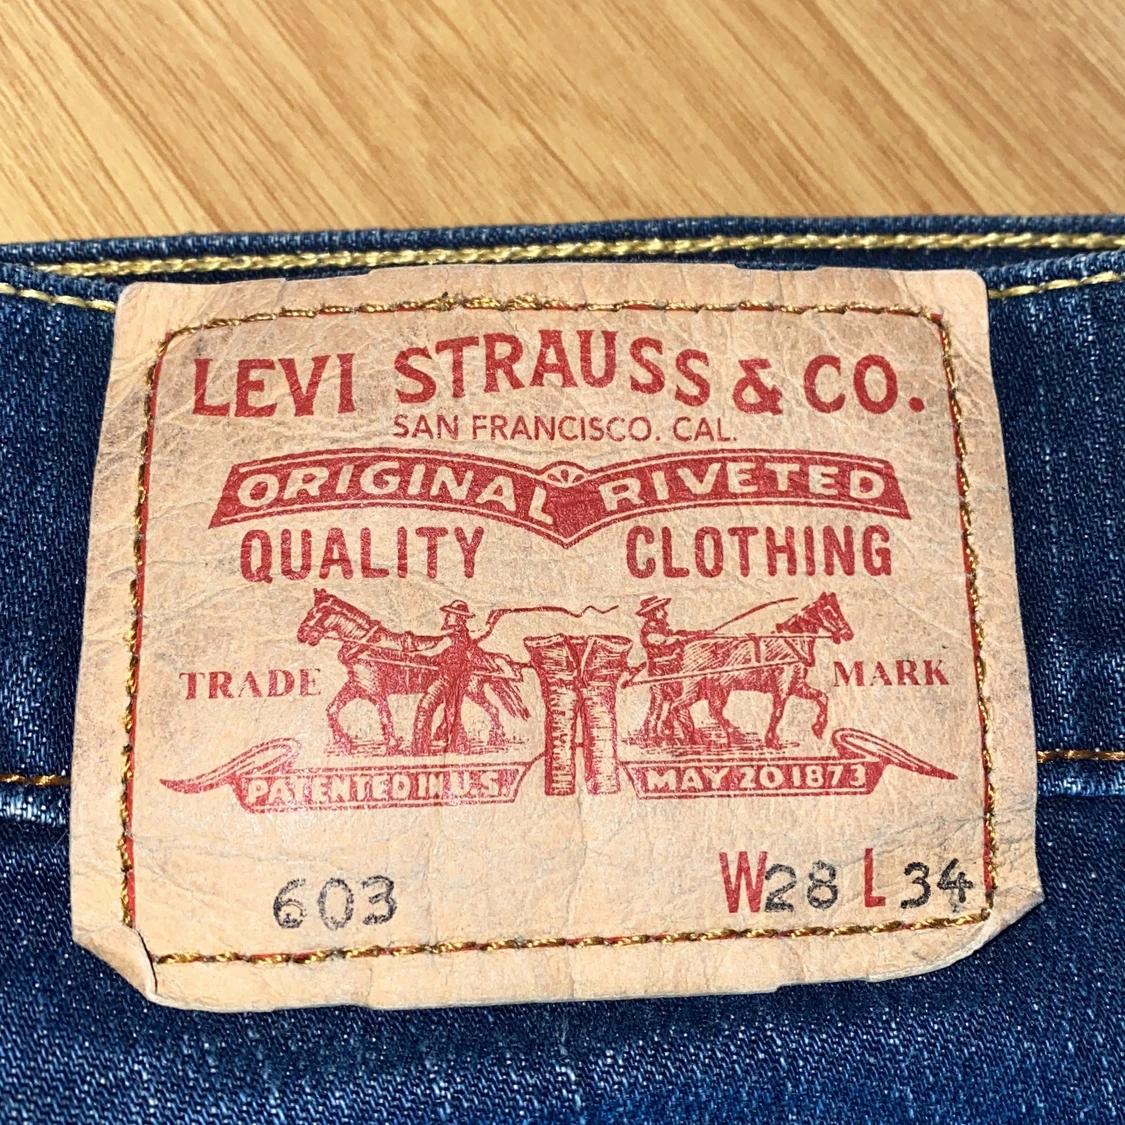 LEVI STRAUSS & CO.
SAN FRANCISCO. CAL.
ORIGINAL RIVETED
QUALITY CLOTHING
TRADE MARK
PATENTED IN U.S. MAY 20 1873
603 W28 L34